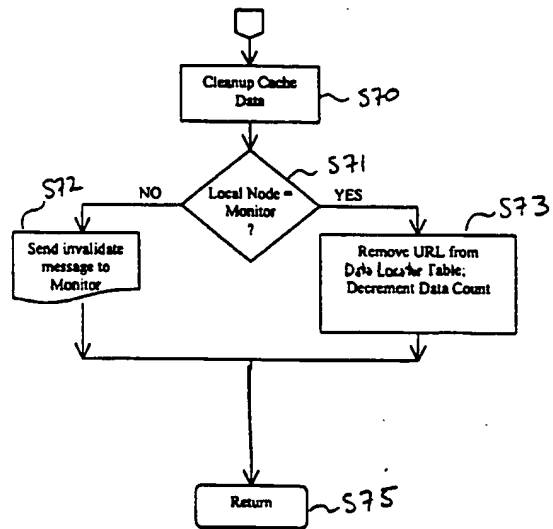 Cleanup Cache
Data
S70
S71
Local Node =
Monitor
?
NO
YES
S72
S73
Send invalidate
message to
Monitor
Remove URL from
Data Locator Table;
Decrement Data Count
Return
S75